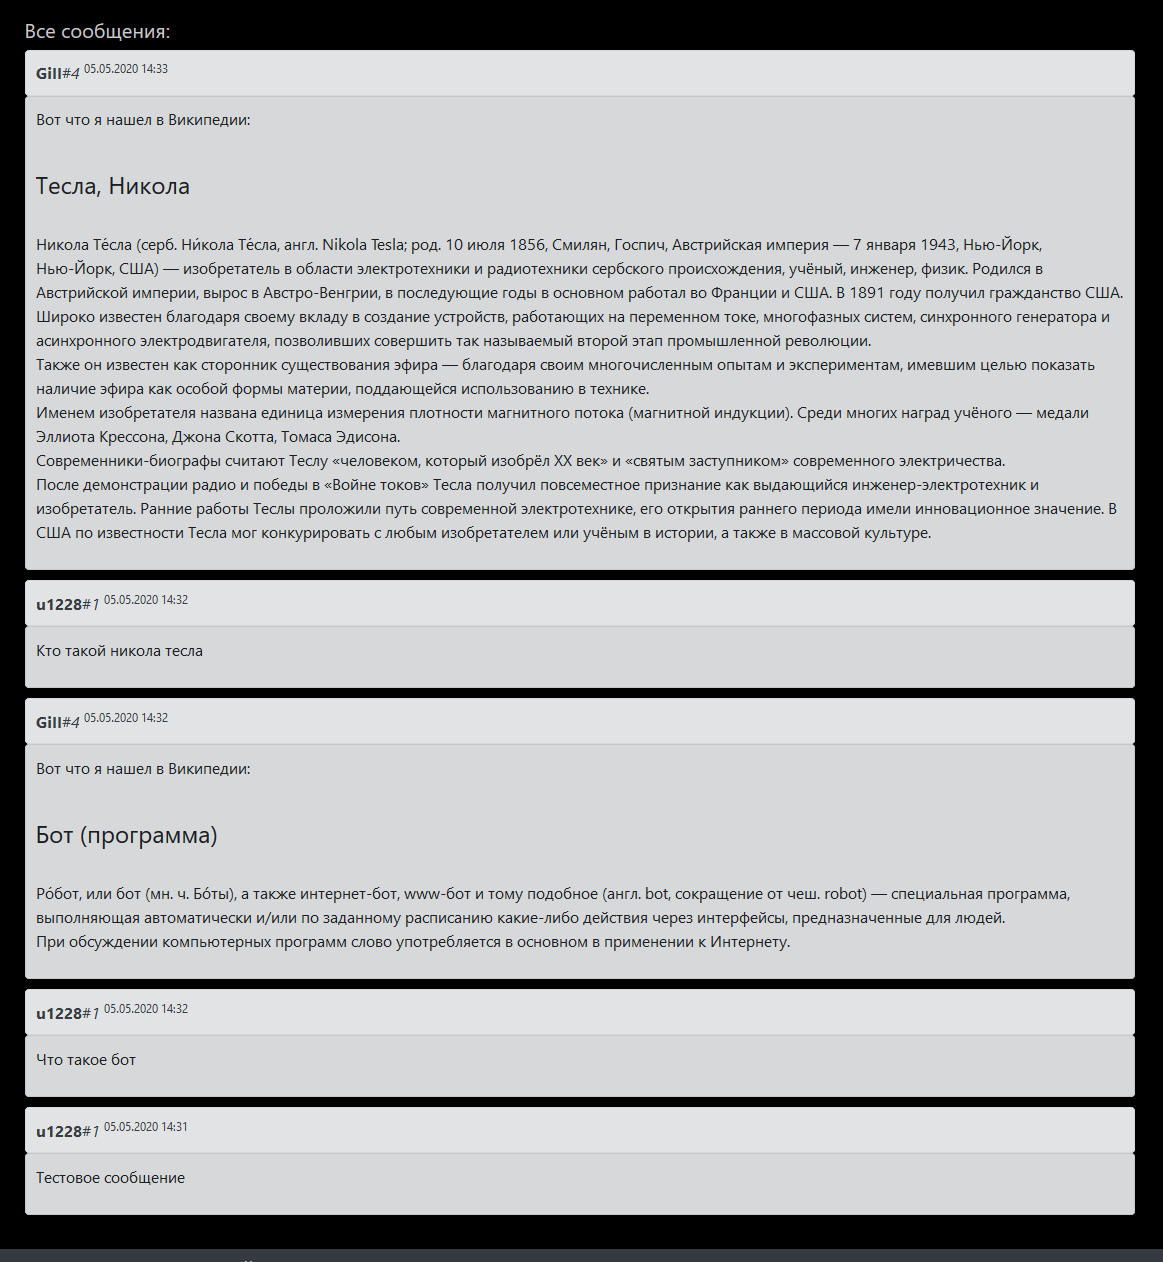 Все сообщения:
Gill#4 05.05.2020 14:33
Вот что я нашел в Википедии:
Тесла, Никола
Никола Те́сла (серб. Ни́кола Те́сла, англ. Nikola Tesla; род. 10 июля 1856, Смилян, Госпич, Австрийская империя — 7 января 1943, Нью-Йорк,
Нью-Йорк, США) — изобретатель в области электротехники и радиотехники сербского происхождения, учёный, инженер, физик. Родился в
Австрийской империи, вырос в Австро-Венгрии, в последующие годы в основном работал во Франции и США. В 1891 году получил гражданство США.
Широко известен благодаря своему вкладу в создание устройств, работающих на переменном токе, многофазных систем, синхронного генератора и
асинхронного электродвигателя, позволивших совершить так называемый второй этап промышленной революции.
Также он известен как сторонник существования эфира — благодаря своим многочисленным опытам и экспериментам, имевшим целью показать
наличие эфира как особой формы материи, поддающейся использованию в технике.
Именем изобретателя названа единица измерения плотности магнитного потока (магнитной индукции). Среди многих наград учёного — медали
Эллиота Крессона, Джона Скотта, Томаса Эдисона.
Современники-биографы считают Теслу «человеком, который изобрёл XX век» и «святым заступником» современного электричества.
После демонстрации радио и победы в «Войне токов» Тесла получил повсеместное признание как выдающийся инженер-электротехник и
изобретатель. Ранние работы Теслы проложили путь современной электротехнике, его открытия раннего периода имели инновационное значение. В
США по известности Тесла мог конкурировать с любым изобретателем или учёным в истории, а также в массовой культуре.
u1228#1 05.05.2020 14:32
Кто такой никола тесла
Gill#4 05.05.2020 14:32
Вот что я нашел в Википедии:
Бот (программа)
Ро́бот, или бот (мн. ч. Бо́ты), а также интернет-бот, www-бот и тому подобное (англ. bot, сокращение от чеш. robot) — специальная программа,
выполняющая автоматически и/или по заданному расписанию какие-либо действия через интерфейсы, предназначенные для людей.
При обсуждении компьютерных программ слово употребляется в основном в применении к Интернету.
u1228#1 05.05.2020 14:32
Что такое бот
u1228#1 05.05.2020 14:31
Тестовое сообщение